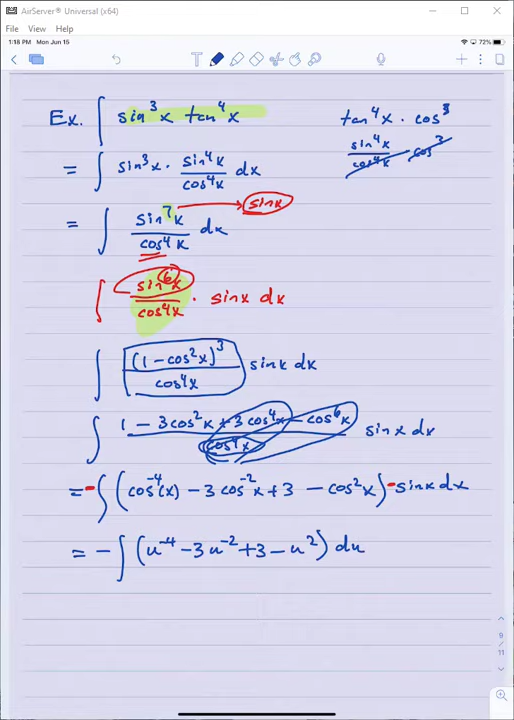 AirServer® Universal (x64)
File View Help
1:18 PM Mon Jun 15
72%
Ex. ∫ sin³x tan⁴x
tan⁴x · cos³
sin⁴x/cos⁴x cos³
= ∫ sin³x · sin⁴x/cos⁴x dx
= ∫ sin⁷x/cos⁴x dx → sinx
∫ sin⁶x/cos⁴x · sinx dx
∫ (1-cos²x)³/cos⁴x sinx dx
∫ (1 - 3cos²x + 3cos⁴x - cos⁶x)/cos⁴x sinx dx
= - ∫ (cos⁻⁴(x) - 3cos⁻²x + 3 - cos²x) - sinx dx
= - ∫ (u⁻⁴ - 3u⁻² + 3 - u²) du
9
11